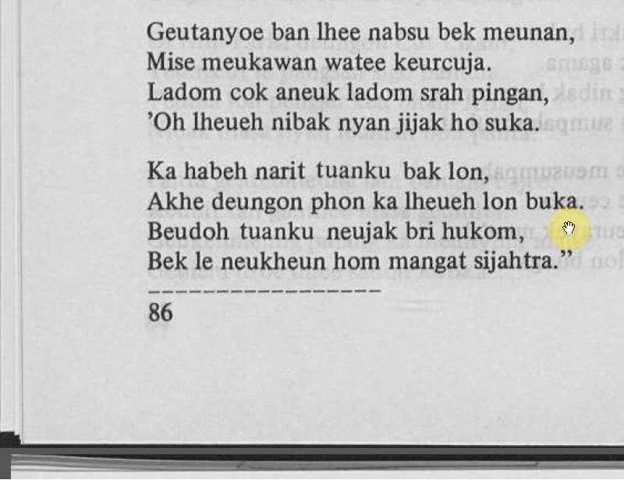 Geutanyoe ban lhee nabsu bek meunan,
Mise meukawan watee keurcuja.
Ladom cok aneuk ladom srah pingan,
’Oh lheueh nibak nyan jijak ho suka.
Ka habeh narit tuanku bak lon,
Akhe deungon phon ka lheueh lon buka.
Beudoh tuanku neujak bri hukom,
Bek le neukheun hom mangat sijahtra.”
86